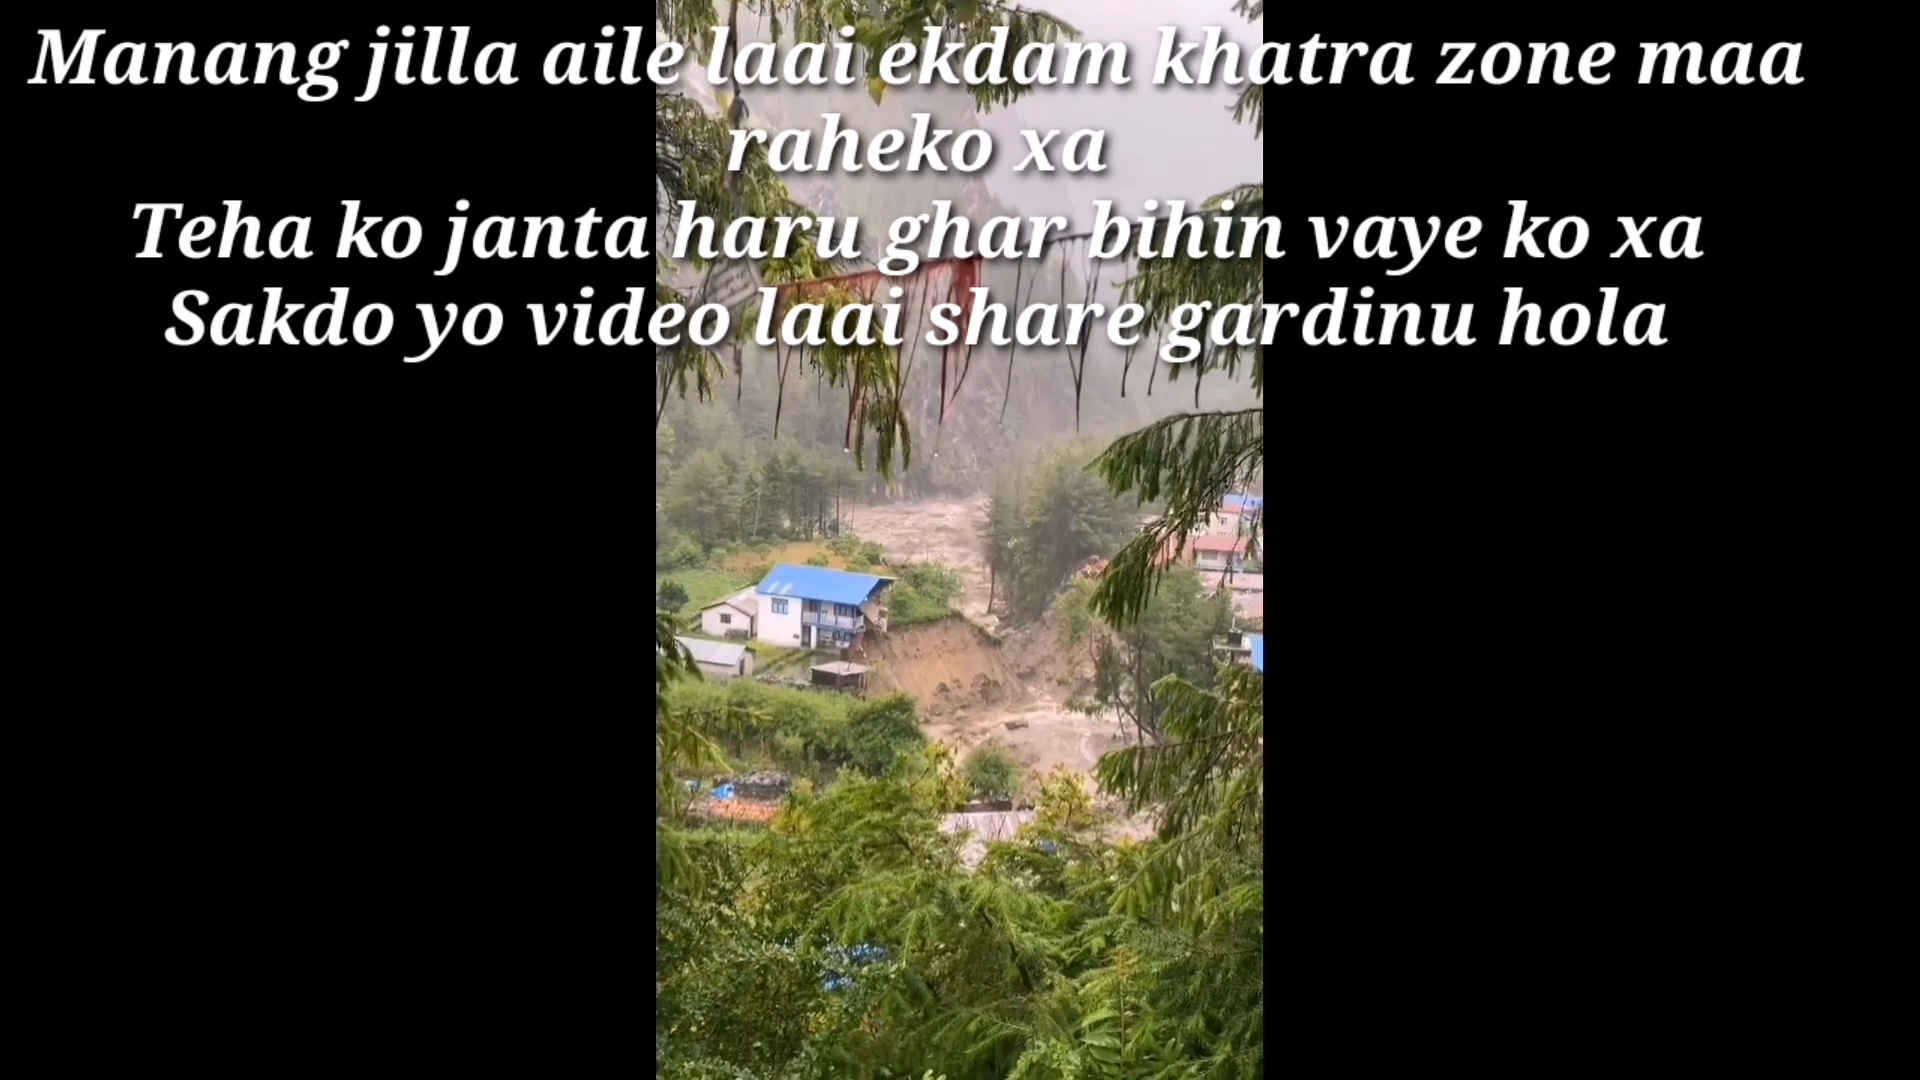 Manang jilla aile laai ekdam khatra zone maa
raheko xa
Teha ko janta haru ghar bihin vaye ko xa
Sakdo yo video laai share gardinu hola